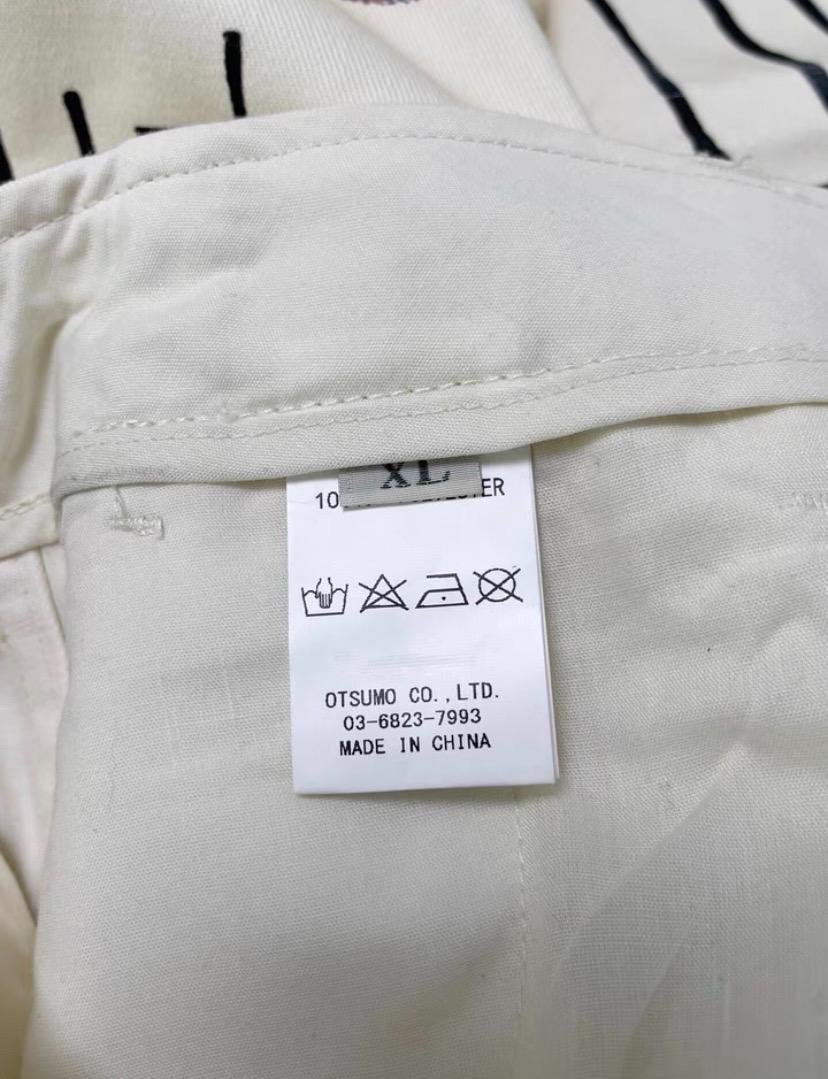 XL
OTSUMO CO.,LTD.
03-6823-7993
MADE IN CHINA